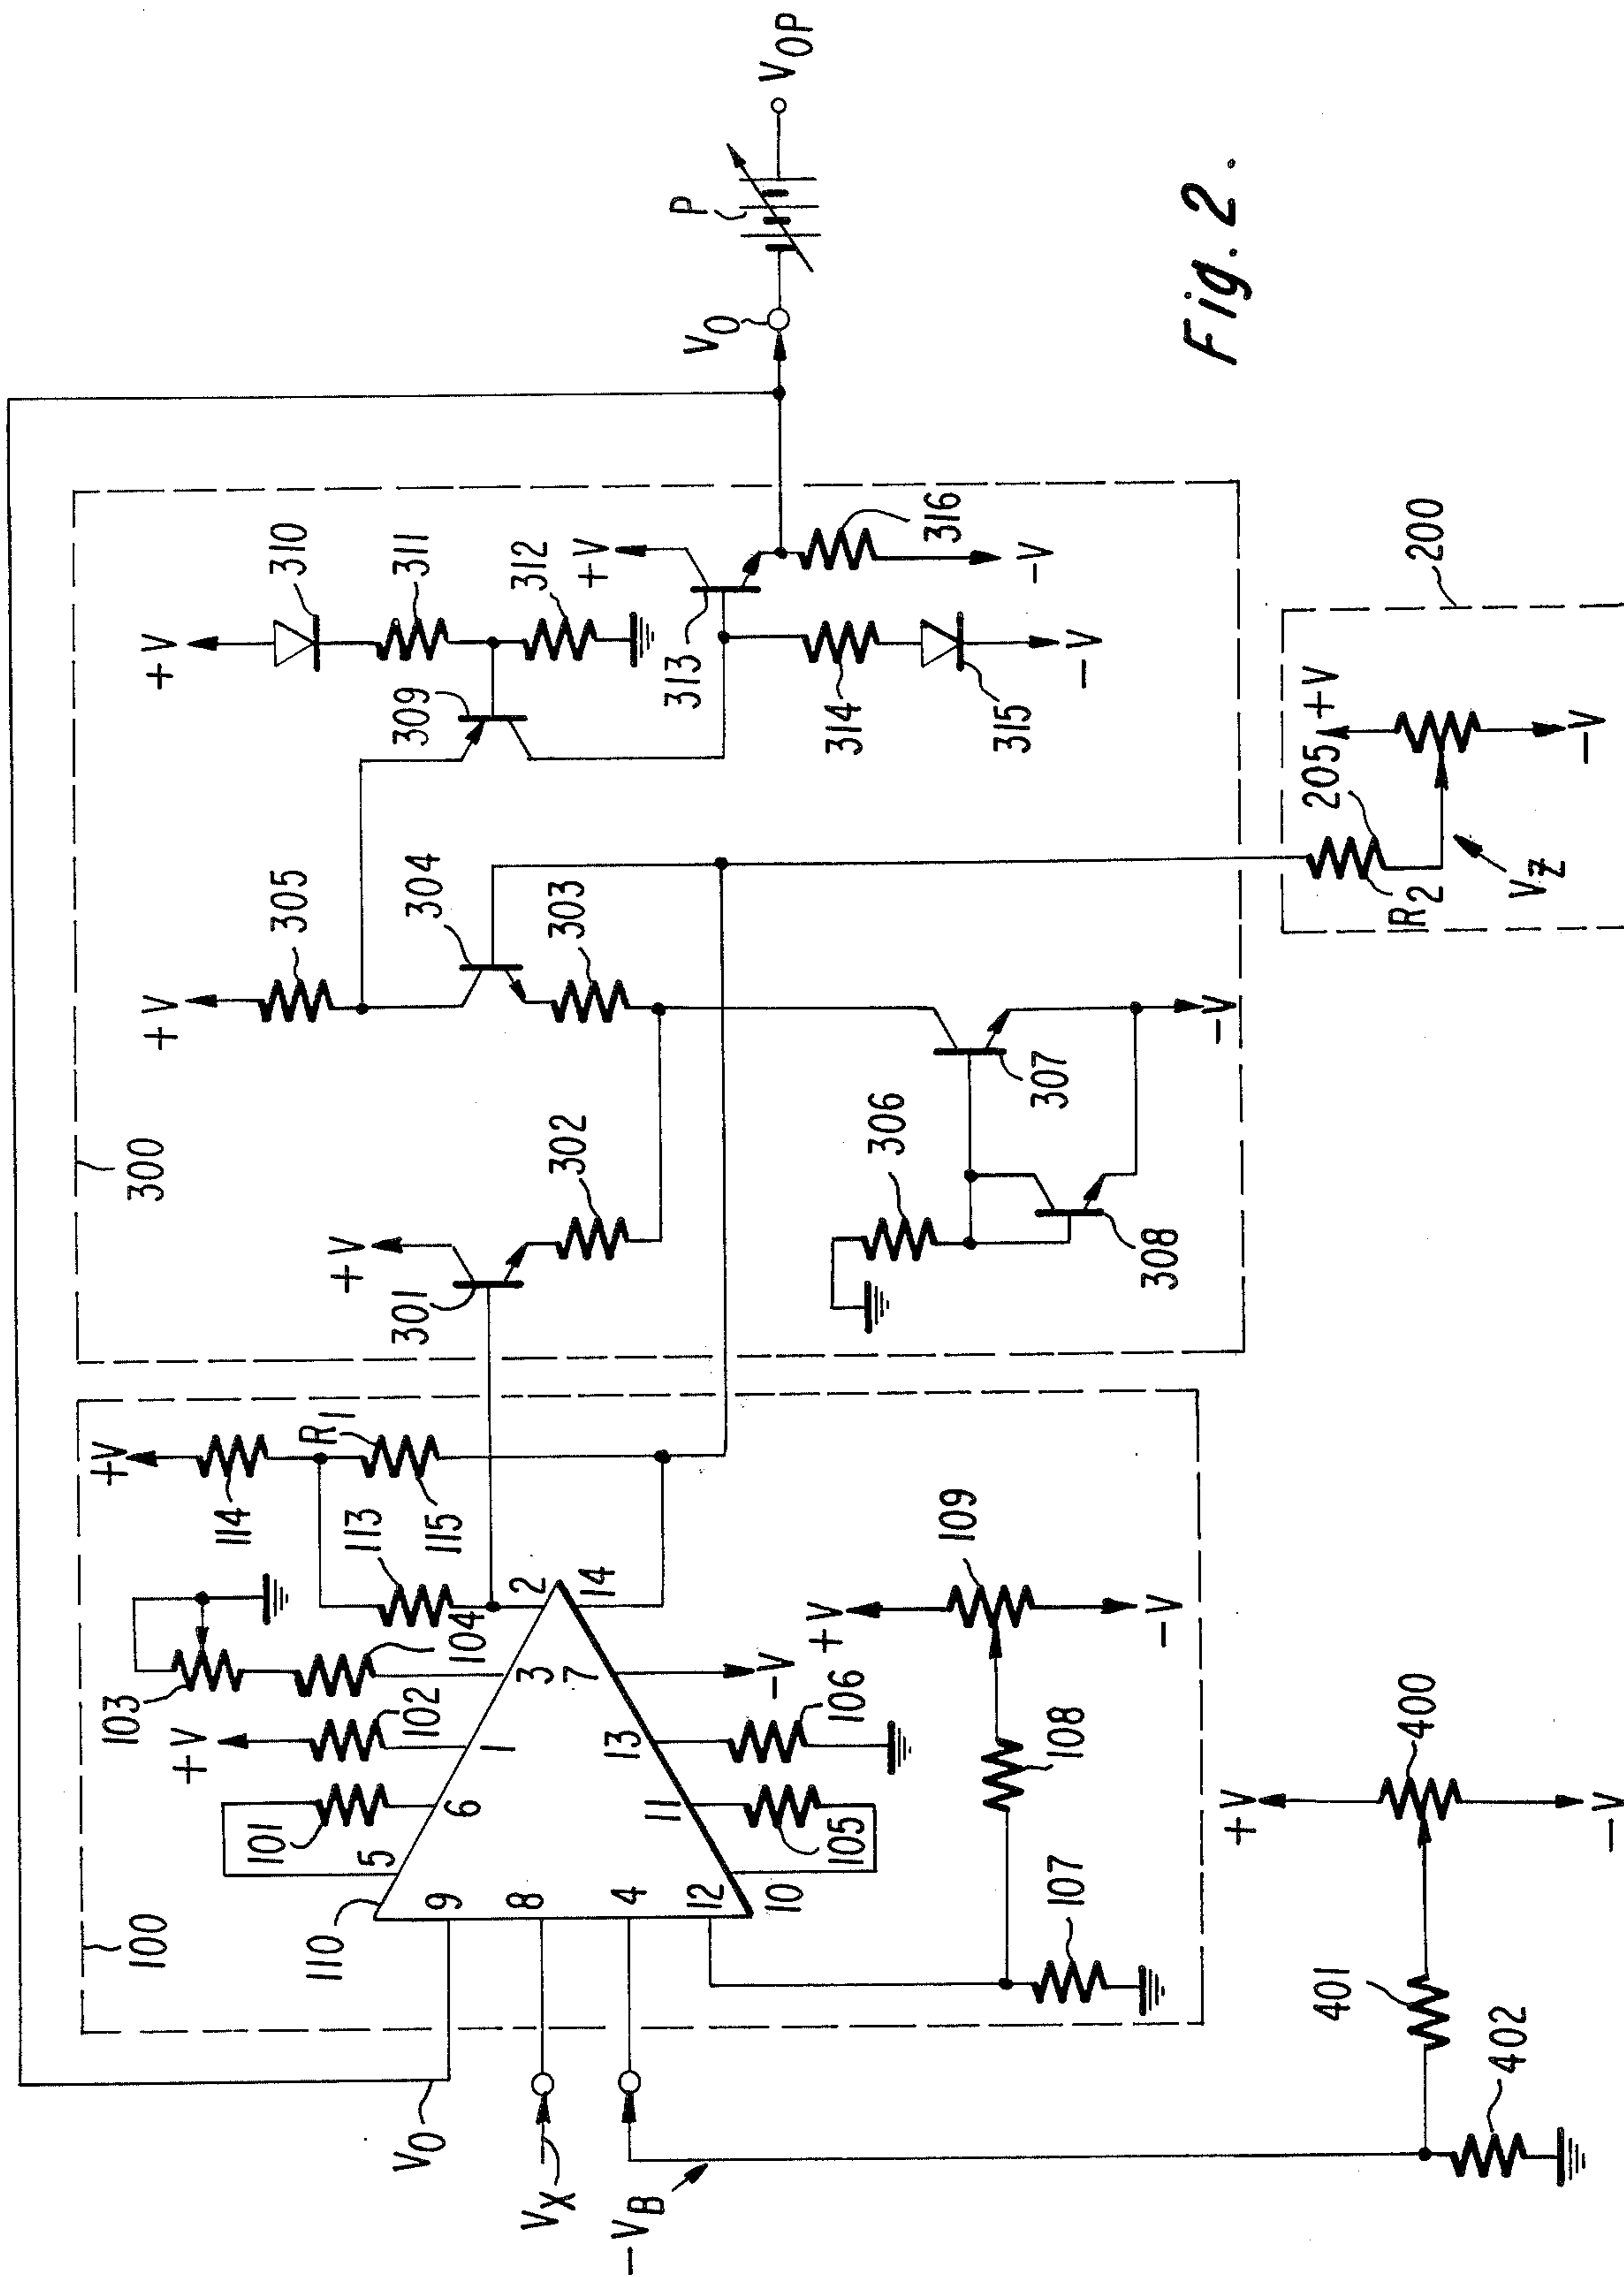 300
+V
305
+V
310
304
309
311
303
312
+V
301
302
313
316
306
314
-V
307
315
-V
308
-V
V0
P
V0P
100
110
9
8
4
12
5
6
1
3
2
14
7
13
11
10
101
+V
102
103
104
113
114
+V
R1
115
105
106
-V
+V
109
108
107
-V
V0
VX
-VB
+V
400
401
402
-V
200
205
+V
R2
VZ
-V
+V
Fig. 2.